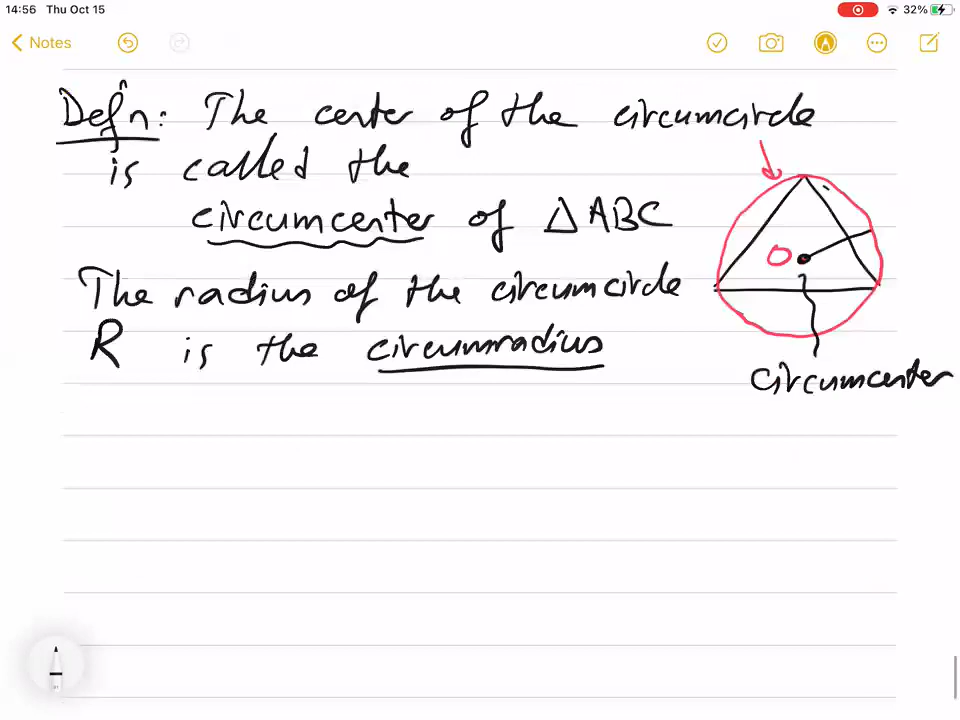 14:56 Thu Oct 15
32%
Notes
Def'n: The center of the circumcircle
is called the
circumcenter of △ABC
The radius of the circumcircle
R is the circumradius
O
circumcenter